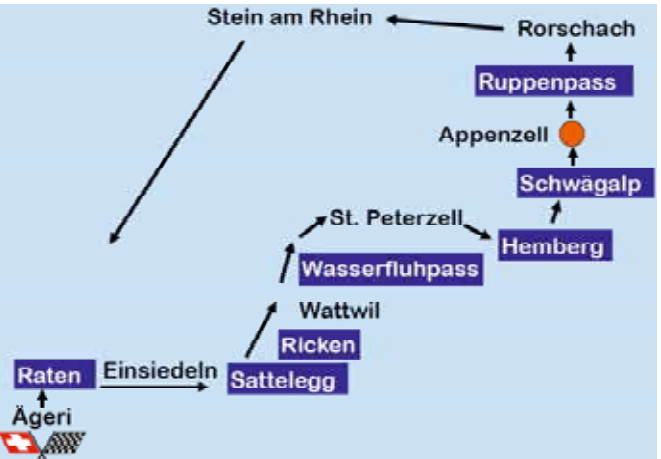 Stein am Rhein
Rorschach
Ruppenpass
Appenzell
Schwägalp
St. Peterzell
Hemberg
Wasserfluhpass
Wattwil
Ricken
Raten
Einsiedeln
Sattelegg
Ägeri